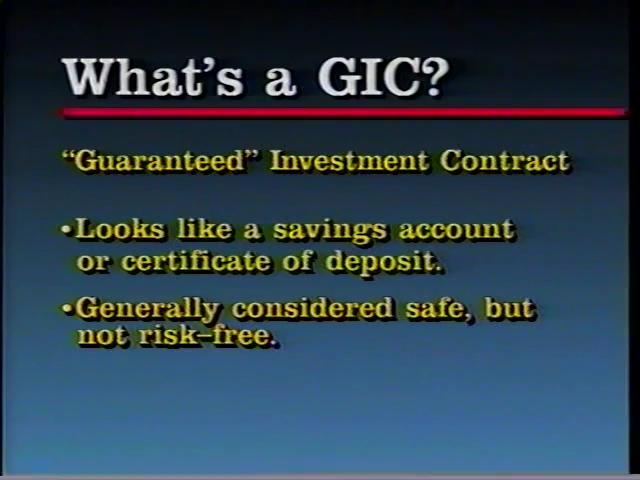 What's a GIC?
“Guaranteed” Investment Contract
•Looks like a savings account
or certificate of deposit.
•Generally considered safe, but
not risk–free.